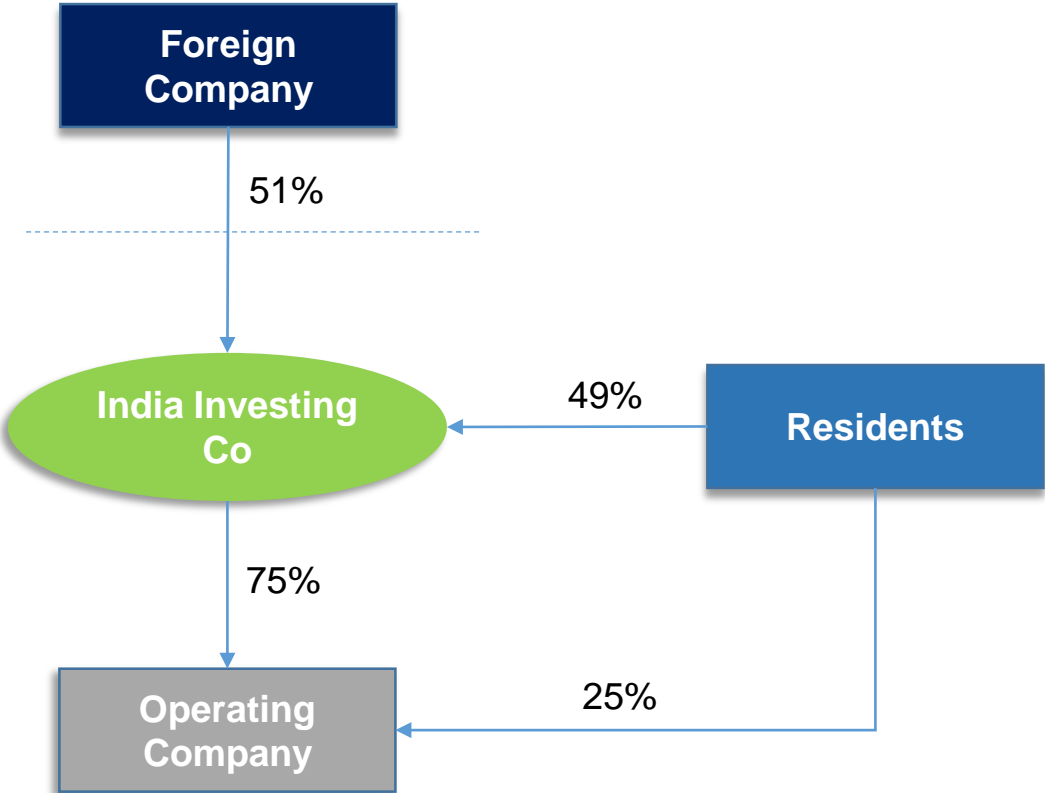 Foreign
Company
51%
India Investing
Co
49%
Residents
75%
25%
Operating
Company